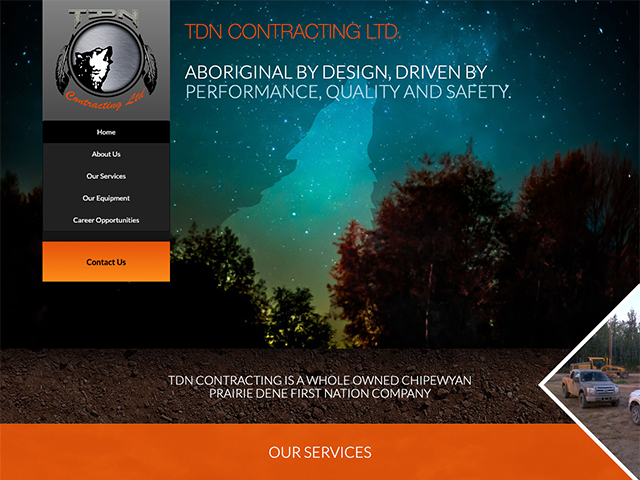 TDN
Contracting Ltd
Home
About Us
Our Services
Our Equipment
Career Opportunities
Contact Us
TDN CONTRACTING LTD.
ABORIGINAL BY DESIGN, DRIVEN BY
PERFORMANCE, QUALITY AND SAFETY.
TDN CONTRACTING IS A WHOLE OWNED CHIPEWYAN
PRAIRIE DENE FIRST NATION COMPANY
OUR SERVICES